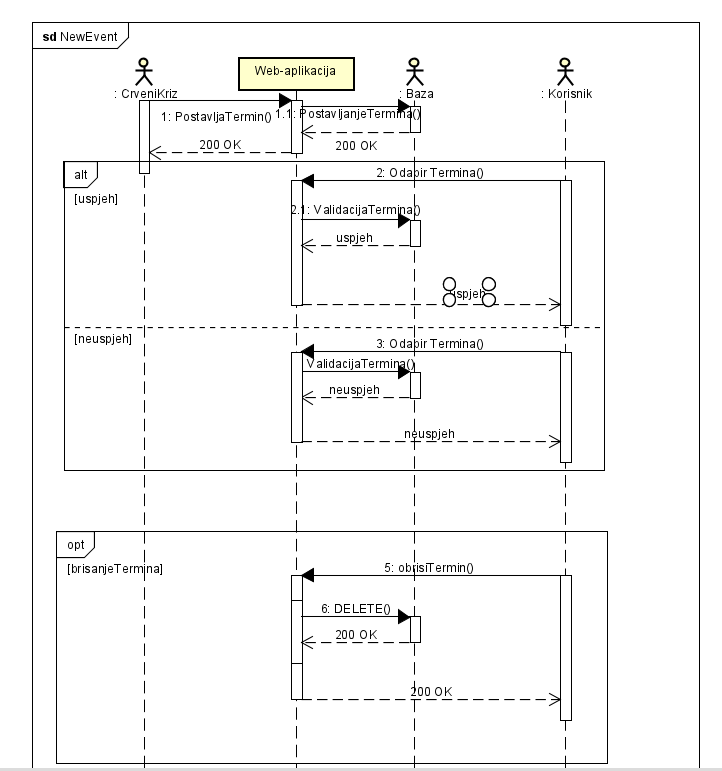 sd NewEvent
: CrveniKriz
Web-aplikacija
: Baza
: Korisnik
1: PostavljaTermin()
1.1: PostavljanjeTermina()
200 OK
200 OK
alt
[uspjeh]
2: Odabir Termina()
2.1: ValidacijaTermina()
uspjeh
uspjeh
[neuspjeh]
3: Odabir Termina()
ValidacijaTermina()
neuspjeh
neuspjeh
opt
[brisanjeTermina]
5: obrisiTermin()
6: DELETE()
200 OK
200 OK